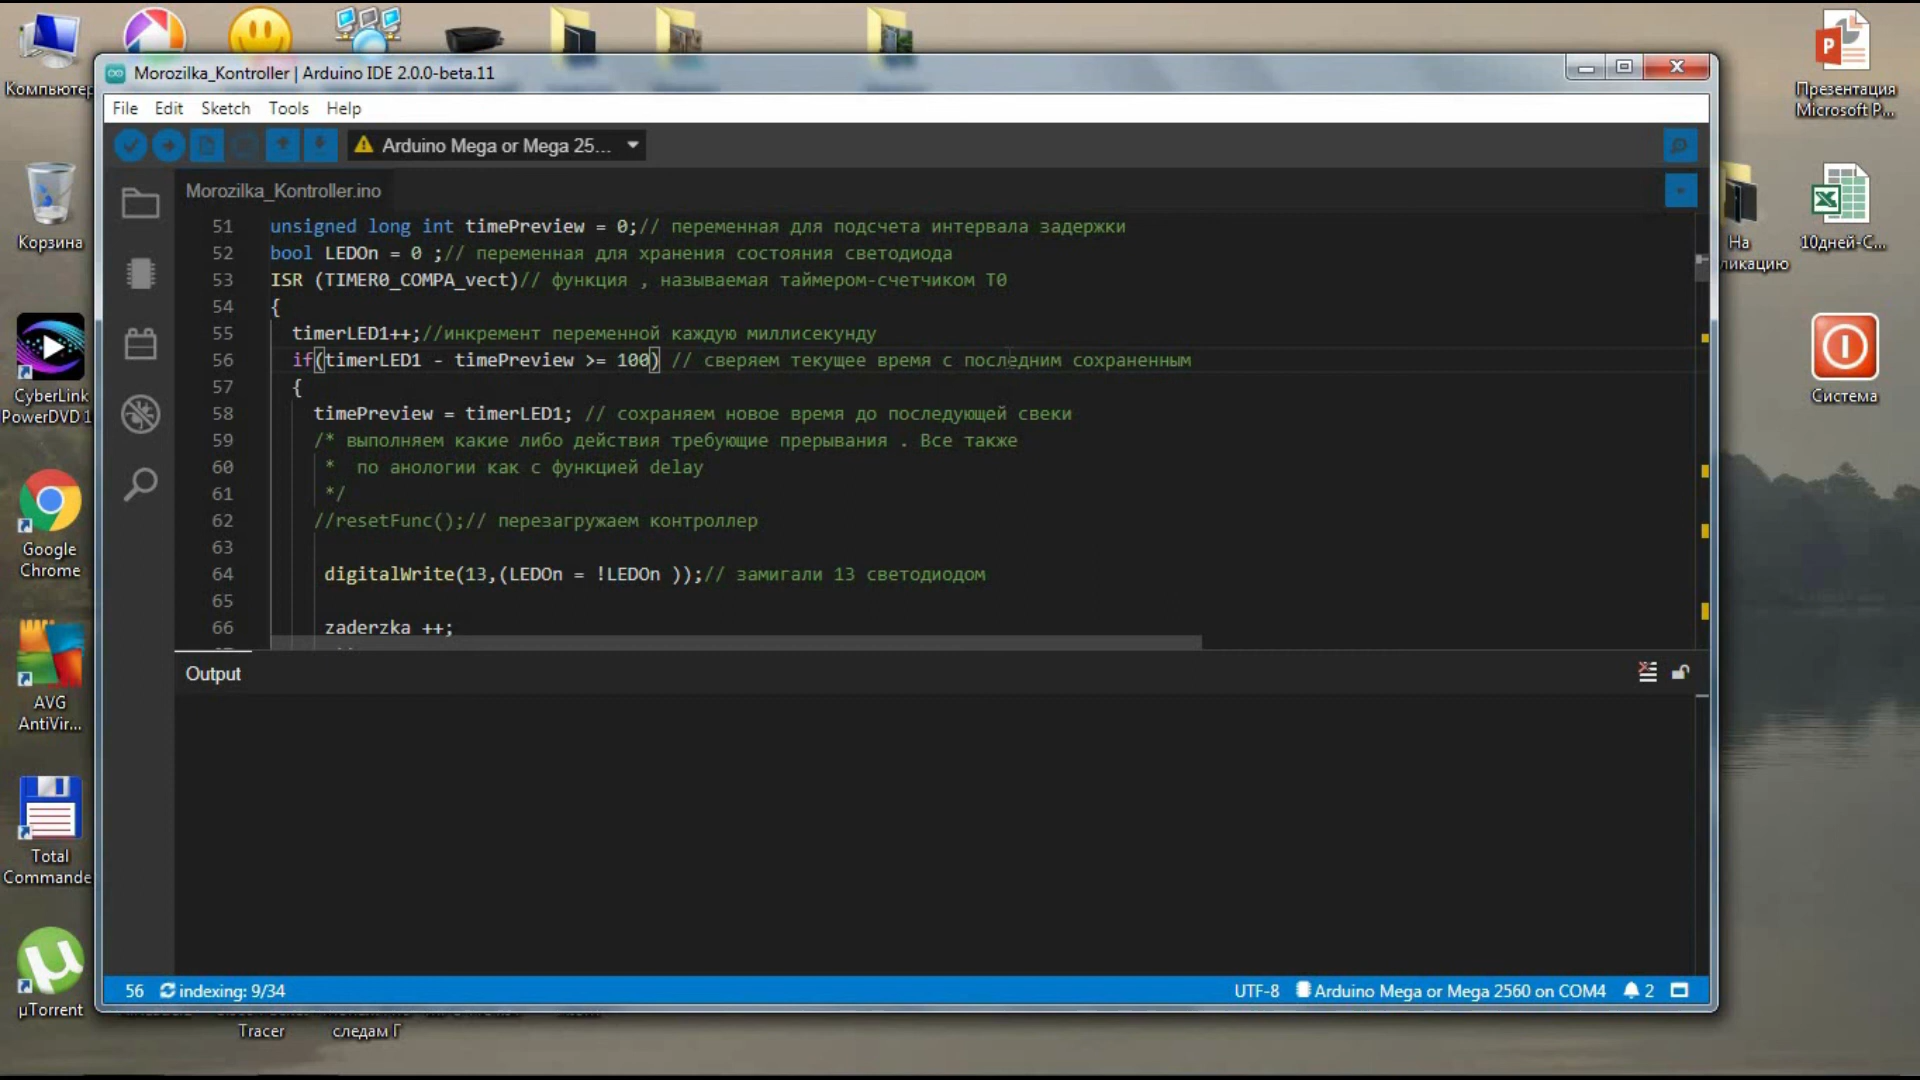 Morozilka_Kontroller | Arduino IDE 2.0.0-beta.11
File Edit Sketch Tools Help
Arduino Mega or Mega 25...
Morozilka_Kontroller.ino
51 unsigned long int timePreview = 0;// переменная для подсчета интервала задержки
52 bool LEDOn = 0 ;// переменная для хранения состояния светодиода
53 ISR (TIMER0_COMPA_vect)// функция , называемая таймером-счетчиком T0
54 {
55 timerLED1++;//инкремент переменной каждую миллисекунду
56 if(timerLED1 - timePreview >= 100) // сверяем текущее время с последним сохраненным
57 {
58 timePreview = timerLED1; // сохраняем новое время до последующей свеки
59 /* выполняем какие либо действия требующие прерывания . Все также
60 * по анологии как с функцией delay
61 */
62 //resetFunc();// перезагружаем контроллер
63
64 digitalWrite(13,(LEDOn = !LEDOn ));// замигали 13 светодиодом
65
66 zaderzka ++;
Output
56 indexing: 9/34
UTF-8 Arduino Mega or Mega 2560 on COM4 2
Компьютер
Корзина
CyberLink
PowerDVD 1
Google
Chrome
AVG
AntiVir...
Total
Commande
µTorrent
Tracer
следам Г
Презентация
Microsoft P...
На
ликацию
10дней-С...
Система